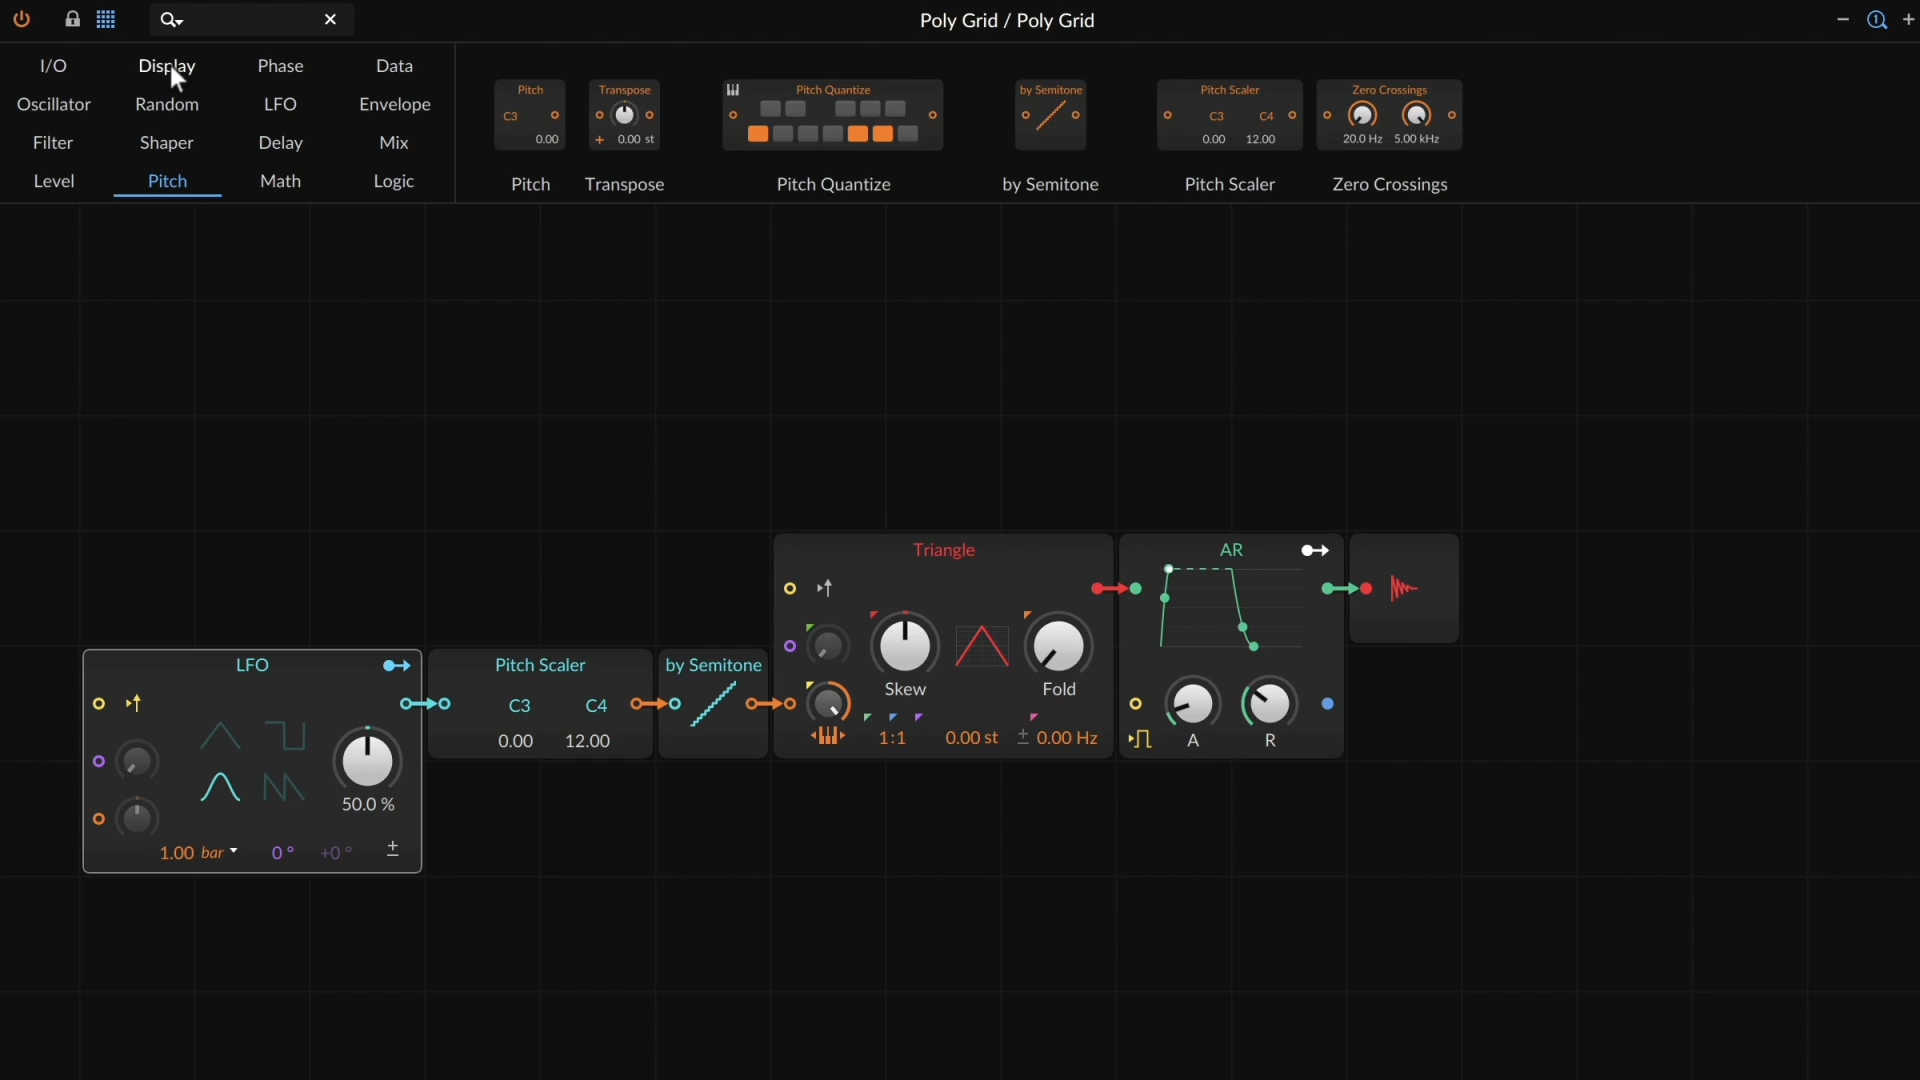 Poly Grid / Poly Grid
I/O Display Phase Data
Oscillator Random LFO Envelope
Filter Shaper Delay Mix
Level Pitch Math Logic
Pitch
C3
0.00
Pitch
Transpose
0.00 st
Transpose
Pitch Quantize
Pitch Quantize
by Semitone
by Semitone
Pitch Scaler
C3 C4
0.00 12.00
Pitch Scaler
Zero Crossings
20.0 Hz 5.00 kHz
Zero Crossings
LFO
50.0 %
1.00 bar 0 ° +0 ° ±
Pitch Scaler
C3 C4
0.00 12.00
by Semitone
Triangle
Skew Fold
1:1 0.00 st ± 0.00 Hz
AR
A R